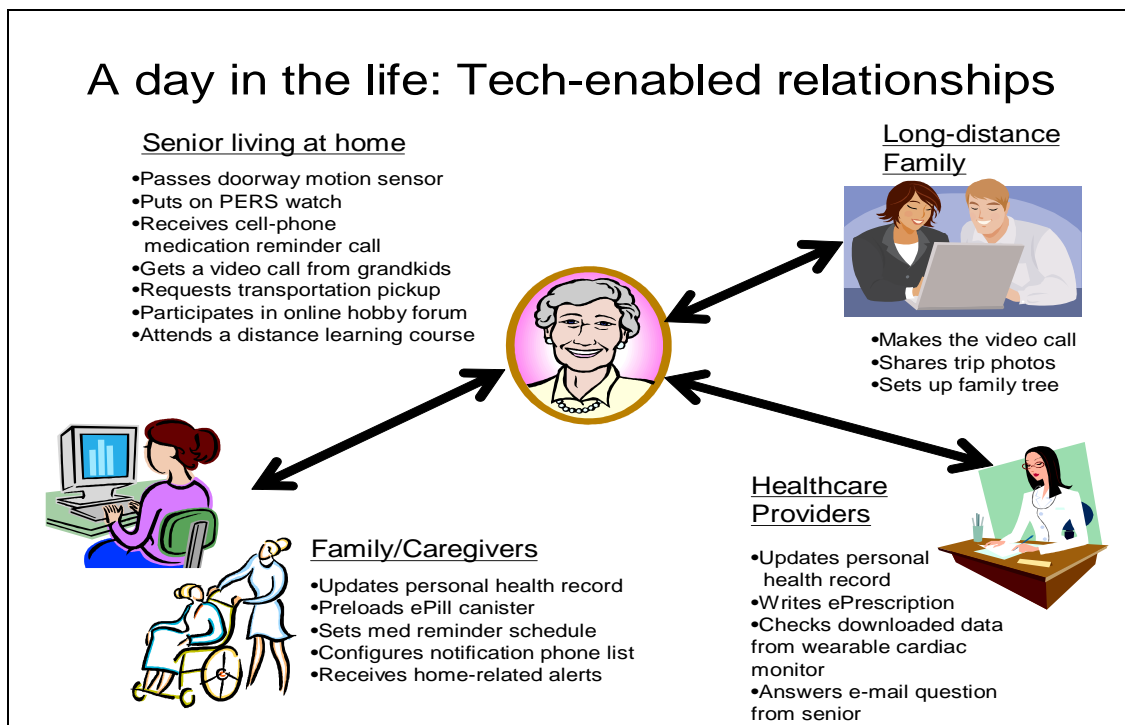 A day in the life: Tech-enabled relationships
Senior living at home
•Passes doorway motion sensor
•Puts on PERS watch
•Receives cell-phone
medication reminder call
•Gets a video call from grandkids
•Requests transportation pickup
•Participates in online hobby forum
•Attends a distance learning course
Long-distance
Family
•Makes the video call
•Shares trip photos
•Sets up family tree
Family/Caregivers
•Updates personal health record
•Preloads ePill canister
•Sets med reminder schedule
•Configures notification phone list
•Receives home-related alerts
Healthcare
Providers
•Updates personal
health record
•Writes ePrescription
•Checks downloaded data
from wearable cardiac
monitor
•Answers e-mail question
from senior